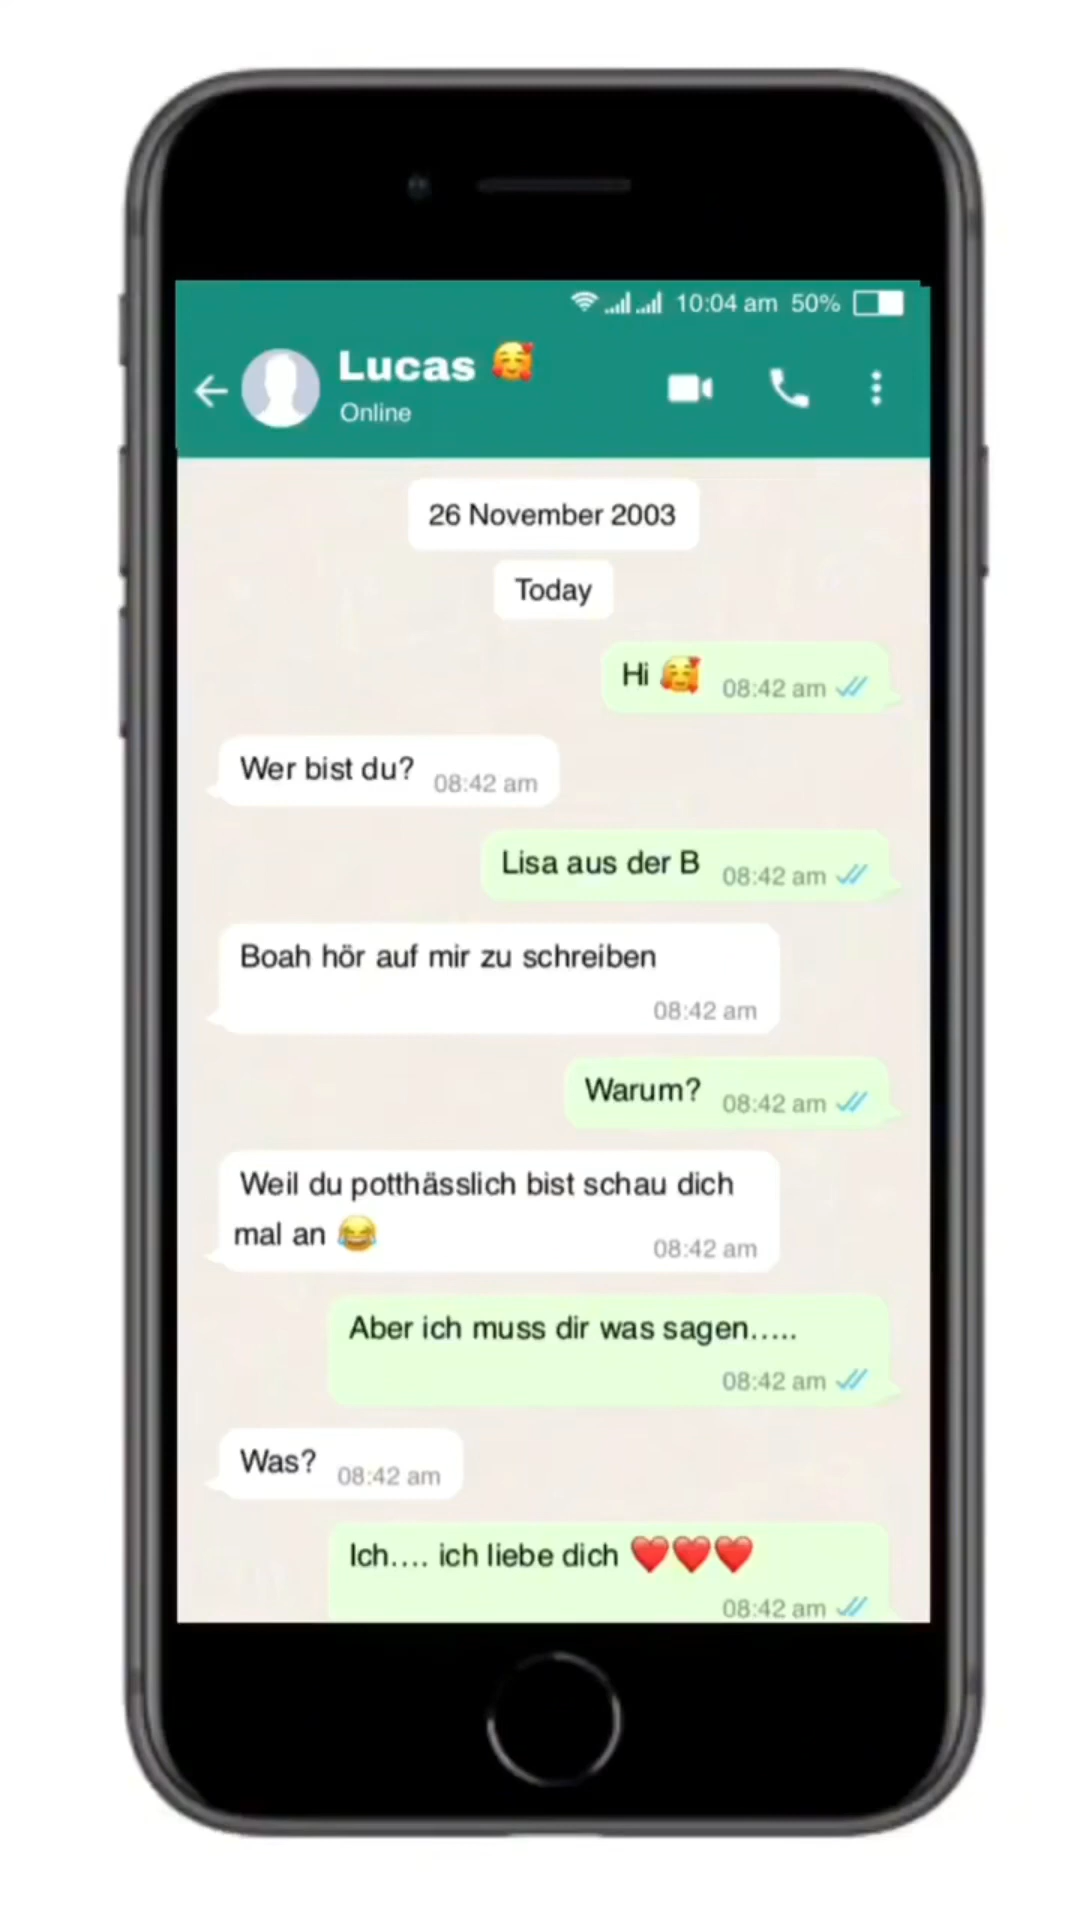 10:04 am 50%
Lucas 🥰
Online
26 November 2003
Today
Hi 🥰 08:42 am
Wer bist du? 08:42 am
Lisa aus der B 08:42 am
Boah hör auf mir zu schreiben
08:42 am
Warum? 08:42 am
Weil du potthässlich bist schau dich
mal an 😂 08:42 am
Aber ich muss dir was sagen.....
08:42 am
Was? 08:42 am
Ich.... ich liebe dich ❤️❤️❤️
08:42 am